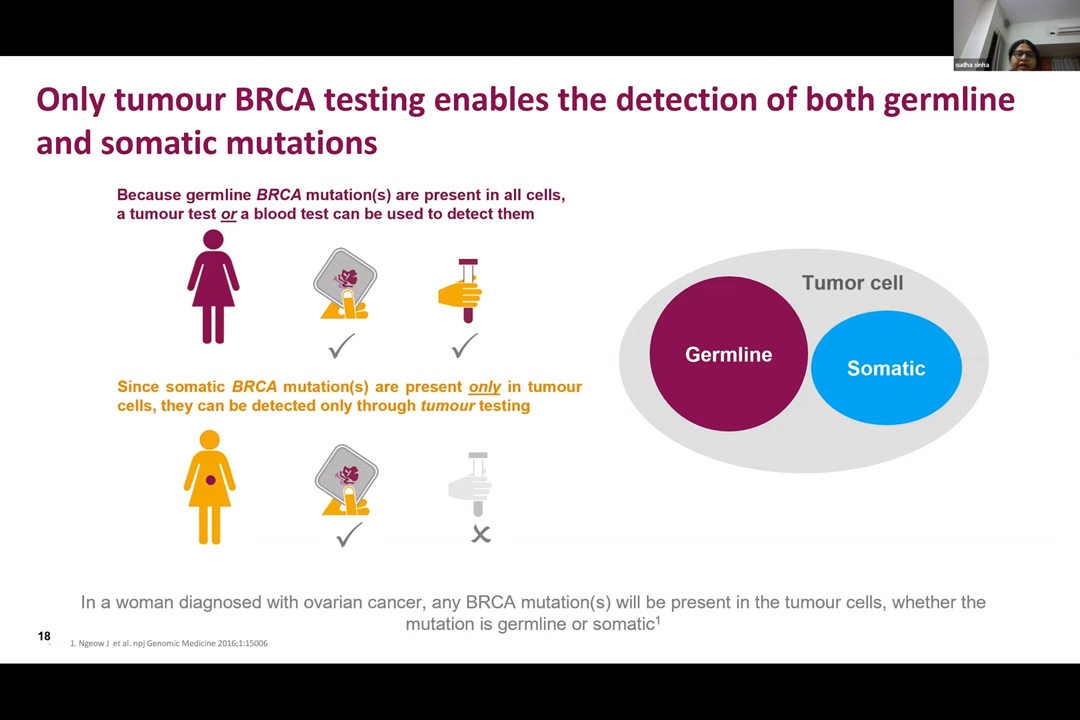 sudha sinha
Only tumour BRCA testing enables the detection of both germline
and somatic mutations
Because germline BRCA mutation(s) are present in all cells,
a tumour test or a blood test can be used to detect them
Since somatic BRCA mutation(s) are present only in tumour
cells, they can be detected only through tumour testing
Tumor cell
Germline
Somatic
In a woman diagnosed with ovarian cancer, any BRCA mutation(s) will be present in the tumour cells, whether the
mutation is germline or somatic1
18
1. Ngeow J et al. npj Genomic Medicine 2016;1:15006